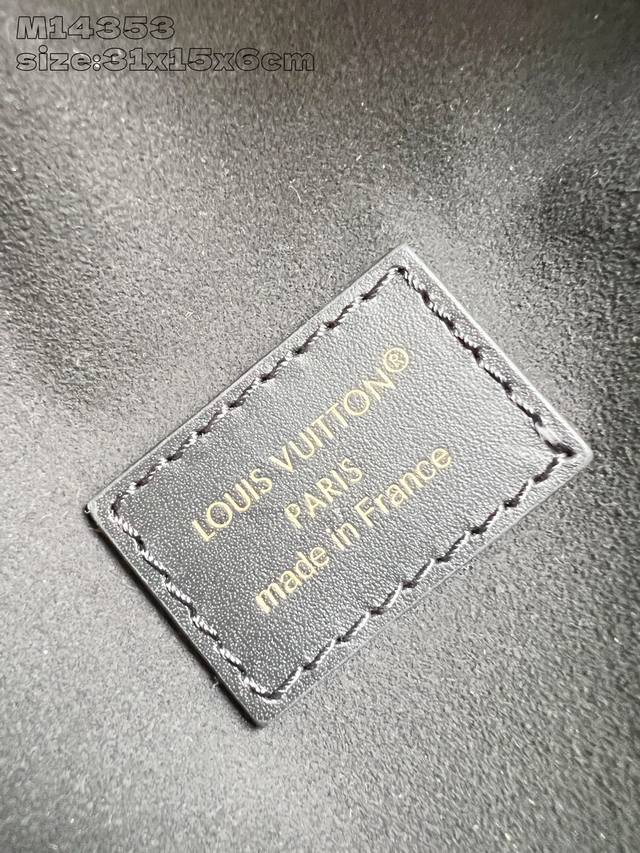 M14353
size:31x15x6cm
LOUIS VUITTON®
PARIS
made in France